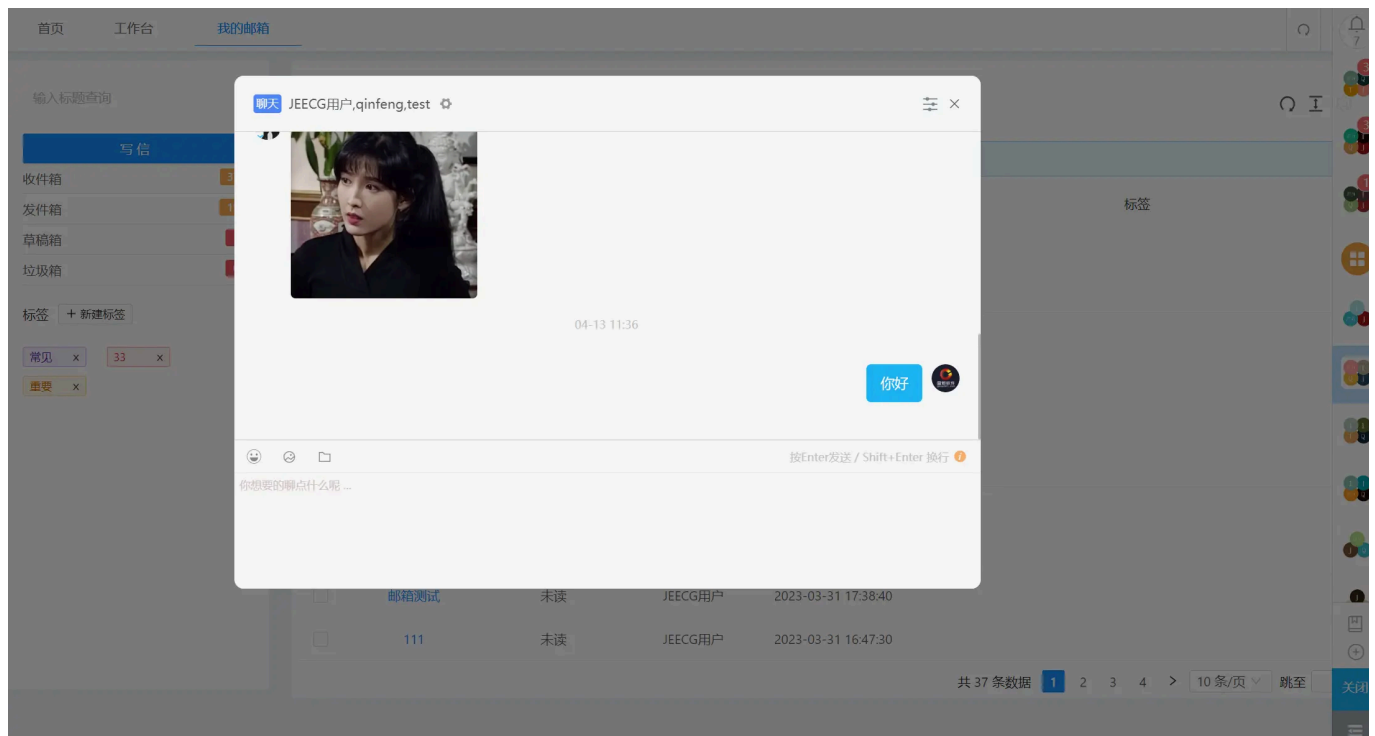 首页 工作台 我的邮箱
输入标题查询
聊天 JEECG用户,qinfeng,test
写信
收件箱
发件箱
草稿箱
垃圾箱
标签 + 新建标签
常见 x 33 x
重要 x
标签
04-13 11:36
你好
按Enter发送 / Shift+Enter 换行
你想要的聊点什么呢 ...
邮箱测试 未读 JEECG用户 2023-03-31 17:38:40
111 未读 JEECG用户 2023-03-31 16:47:30
共 37 条数据 1 2 3 4 > 10 条/页 跳至
关闭